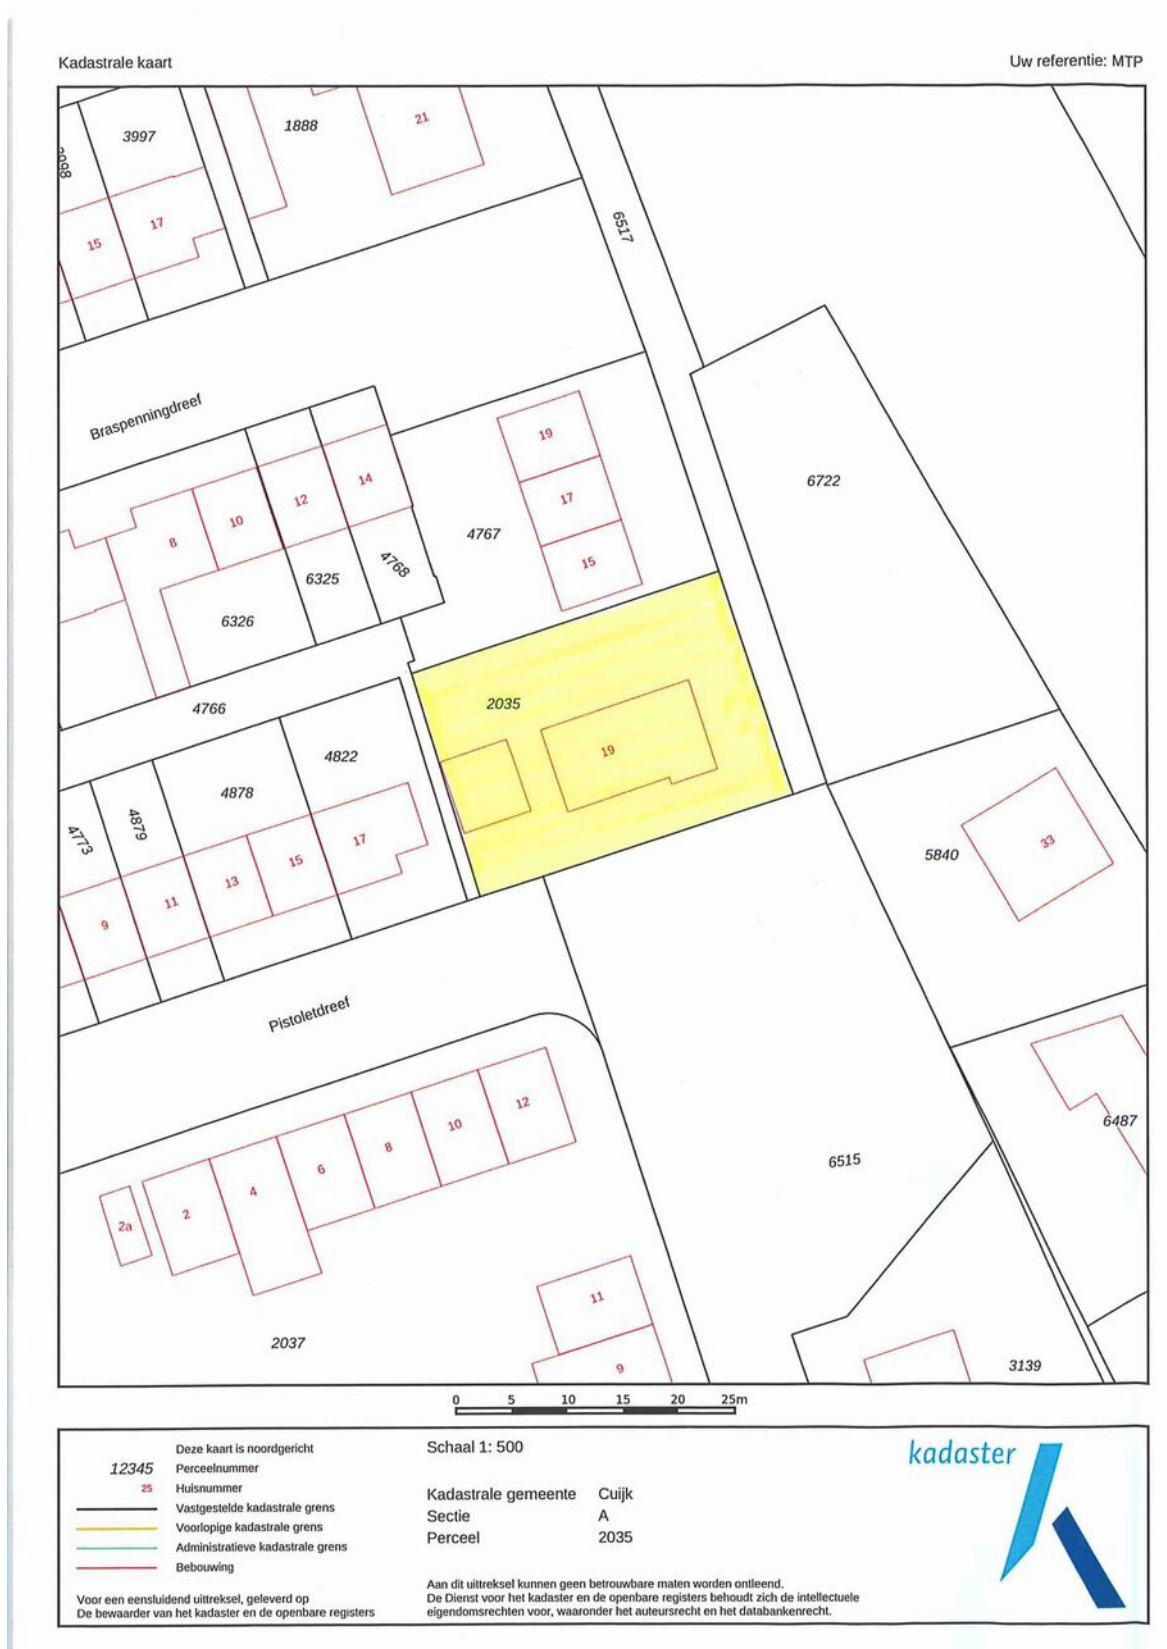 Kadastrale kaart
Uw referentie: MTP
3997
1888
21
3998
17
15
6517
Braspenningdreef
19
14
12
17
6722
10
8
4767
15
4768
6325
6326
2035
4766
19
4822
4878
4879
4773
17
15
13
11
9
5840
33
Pistoletdreef
12
10
8
6
4
2
2a
6487
6515
11
2037
9
3139
0 5 10 15 20 25m
Deze kaart is noordgericht
12345 Perceelnummer
25 Huisnummer
Vastgestelde kadastrale grens
Voorlopige kadastrale grens
Administratieve kadastrale grens
Bebouwing
Voor een eensluidend uittreksel, geleverd op
De bewaarder van het kadaster en de openbare registers
Schaal 1: 500
Kadastrale gemeente Cuijk
Sectie A
Perceel 2035
Aan dit uittreksel kunnen geen betrouwbare maten worden ontleend.
De Dienst voor het kadaster en de openbare registers behoudt zich de intellectuele
eigendomsrechten voor, waaronder het auteursrecht en het databankenrecht.
kadaster